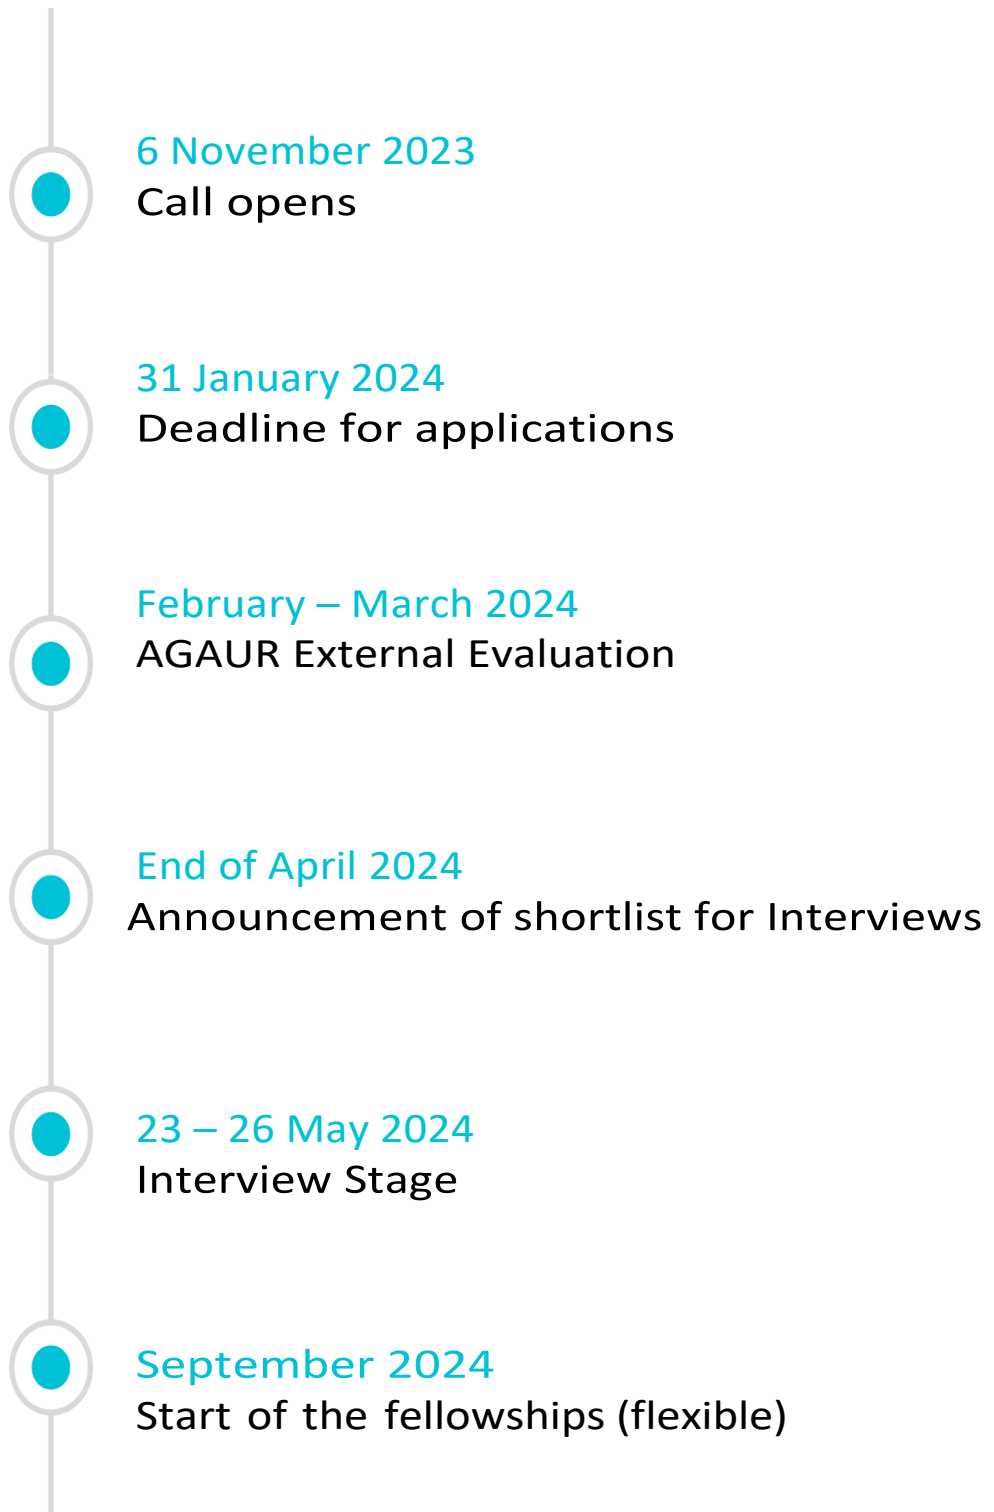 6 November 2023
Call opens
31 January 2024
Deadline for applications
February – March 2024
AGAUR External Evaluation
End of April 2024
Announcement of shortlist for Interviews
23 – 26 May 2024
Interview Stage
September 2024
Start of the fellowships (flexible)